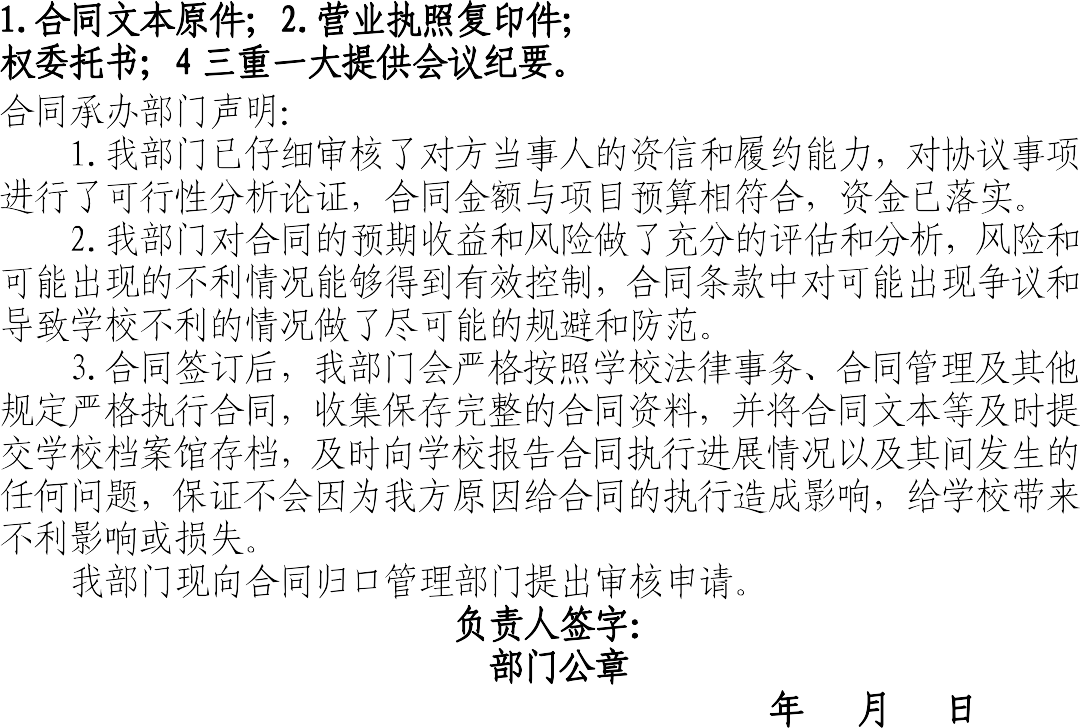 1.合同文本原件；2.营业执照复印件；
权委托书；4 三重一大提供会议纪要。
合同承办部门声明：
1.我部门已仔细审核了对方当事人的资信和履约能力，对协议事项
进行了可行性分析论证，合同金额与项目预算相符合，资金已落实。
2.我部门对合同的预期收益和风险做了充分的评估和分析，风险和
可能出现的不利情况能够得到有效控制，合同条款中对可能出现争议和
导致学校不利的情况做了尽可能的规避和防范。
3.合同签订后，我部门会严格按照学校法律事务、合同管理及其他
规定严格执行合同，收集保存完整的合同资料，并将合同文本等及时提
交学校档案馆存档，及时向学校报告合同执行进展情况以及其间发生的
任何问题，保证不会因为我方原因给合同的执行造成影响，给学校带来
不利影响或损失。
我部门现向合同归口管理部门提出审核申请。
负责人签字：
部门公章
年 月 日